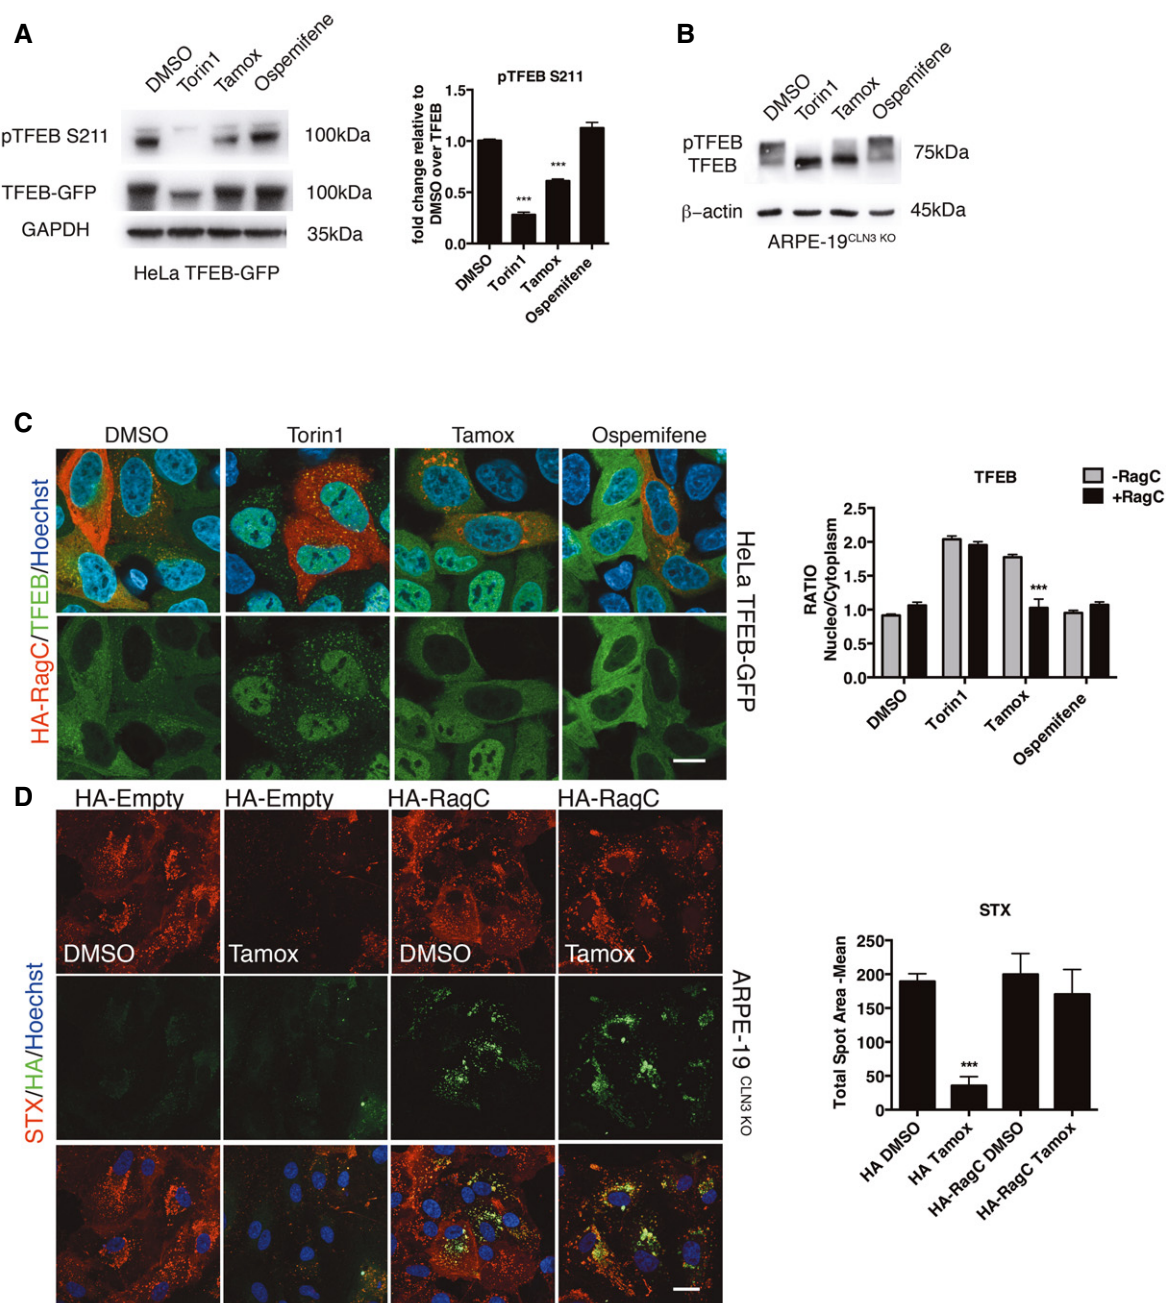 A
DMSO
Torin1
Tamox
Ospemifene
pTFEB S211
100kDa
TFEB-GFP
100kDa
GAPDH
35kDa
HeLa TFEB-GFP
pTFEB S211
fold change relative to
DMSO over TFEB
1.5
1.0
0.5
0.0
***
***
DMSO
Torin1
Tamox
Ospemifene
B
DMSO
Torin1
Tamox
Ospemifene
pTFEB
TFEB
75kDa
β-actin
45kDa
ARPE-19CLN3 KO
C
DMSO
Torin1
Tamox
Ospemifene
HA-RagC/TFEB/Hoechst
HeLa TFEB-GFP
TFEB
-RagC
+RagC
RATIO
Nucleo/Cytoplasm
2.5
2.0
1.5
1.0
0.5
0.0
***
DMSO
Torin1
Tamox
Ospemifene
D
HA-Empty
HA-Empty
HA-RagC
HA-RagC
DMSO
Tamox
DMSO
Tamox
STX/HA/Hoechst
ARPE-19 CLN3 KO
STX
Total Spot Area -Mean
250
200
150
100
50
0
***
HA DMSO
HA Tamox
HA-RagC DMSO
HA-RagC Tamox